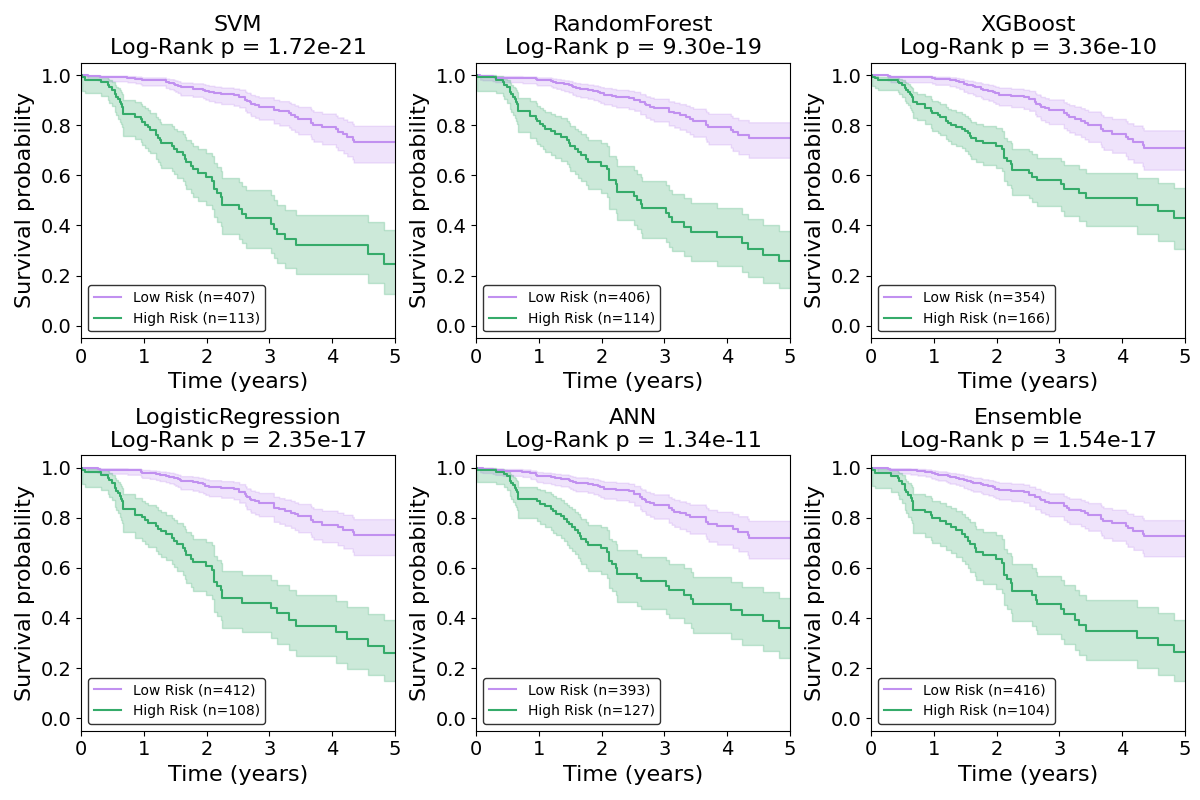 SVM
Log-Rank p = 1.72e-21
Survival probability
1.0
0.8
0.6
0.4
0.2
0.0
Low Risk (n=407)
High Risk (n=113)
0 1 2 3 4 5
Time (years)
RandomForest
Log-Rank p = 9.30e-19
Survival probability
1.0
0.8
0.6
0.4
0.2
0.0
Low Risk (n=406)
High Risk (n=114)
0 1 2 3 4 5
Time (years)
XGBoost
Log-Rank p = 3.36e-10
Survival probability
1.0
0.8
0.6
0.4
0.2
0.0
Low Risk (n=354)
High Risk (n=166)
0 1 2 3 4 5
Time (years)
LogisticRegression
Log-Rank p = 2.35e-17
Survival probability
1.0
0.8
0.6
0.4
0.2
0.0
Low Risk (n=412)
High Risk (n=108)
0 1 2 3 4 5
Time (years)
ANN
Log-Rank p = 1.34e-11
Survival probability
1.0
0.8
0.6
0.4
0.2
0.0
Low Risk (n=393)
High Risk (n=127)
0 1 2 3 4 5
Time (years)
Ensemble
Log-Rank p = 1.54e-17
Survival probability
1.0
0.8
0.6
0.4
0.2
0.0
Low Risk (n=416)
High Risk (n=104)
0 1 2 3 4 5
Time (years)